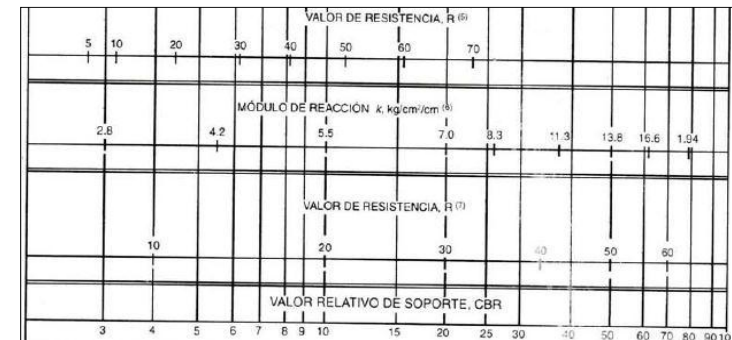 VALOR DE RESISTENCIA, R (5)
5 10 20 30 40 50 60 70
MÓDULO DE REACCIÓN k, kg/cm²/cm (6)
2.8 4.2 5.5 7.0 8.3 11.3 13.8 16.6 1.94
VALOR DE RESISTENCIA, R (7)
10 20 30 40 50 60
VALOR RELATIVO DE SOPORTE, CBR
3 4 5 6 7 8 9 10 15 20 25 30 40 50 60 70 80 90 10